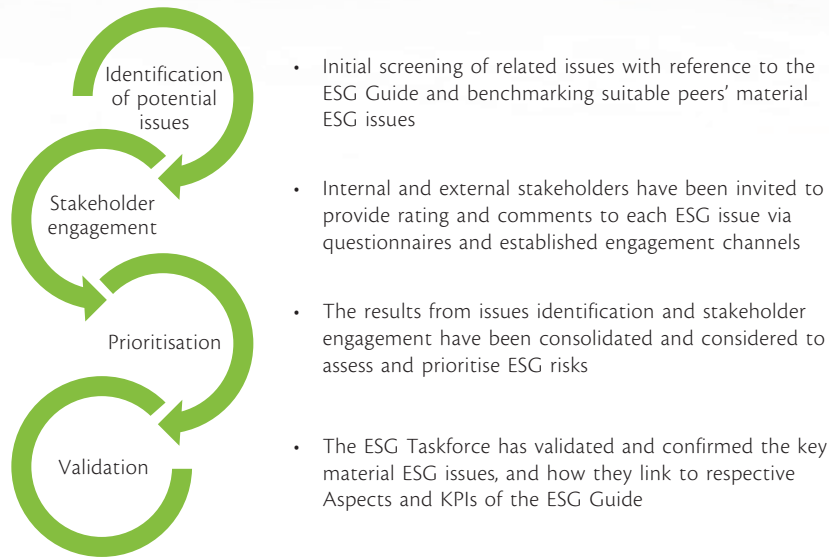 Identification
of potential
issues
• Initial screening of related issues with reference to the
ESG Guide and benchmarking suitable peers' material
ESG issues
Stakeholder
engagement
• Internal and external stakeholders have been invited to
provide rating and comments to each ESG issue via
questionnaires and established engagement channels
Prioritisation
• The results from issues identification and stakeholder
engagement have been consolidated and considered to
assess and prioritise ESG risks
Validation
• The ESG Taskforce has validated and confirmed the key
material ESG issues, and how they link to respective
Aspects and KPIs of the ESG Guide